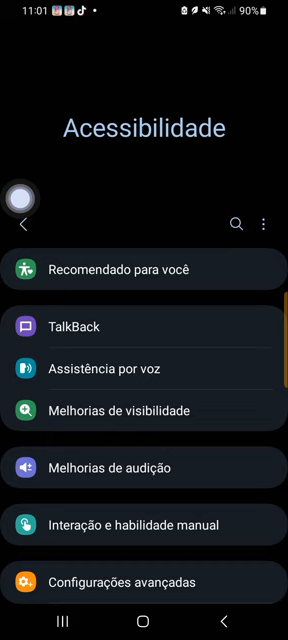 11:01
90%
Acessibilidade
Recomendado para você
TalkBack
Assistência por voz
Melhorias de visibilidade
Melhorias de audição
Interação e habilidade manual
Configurações avançadas